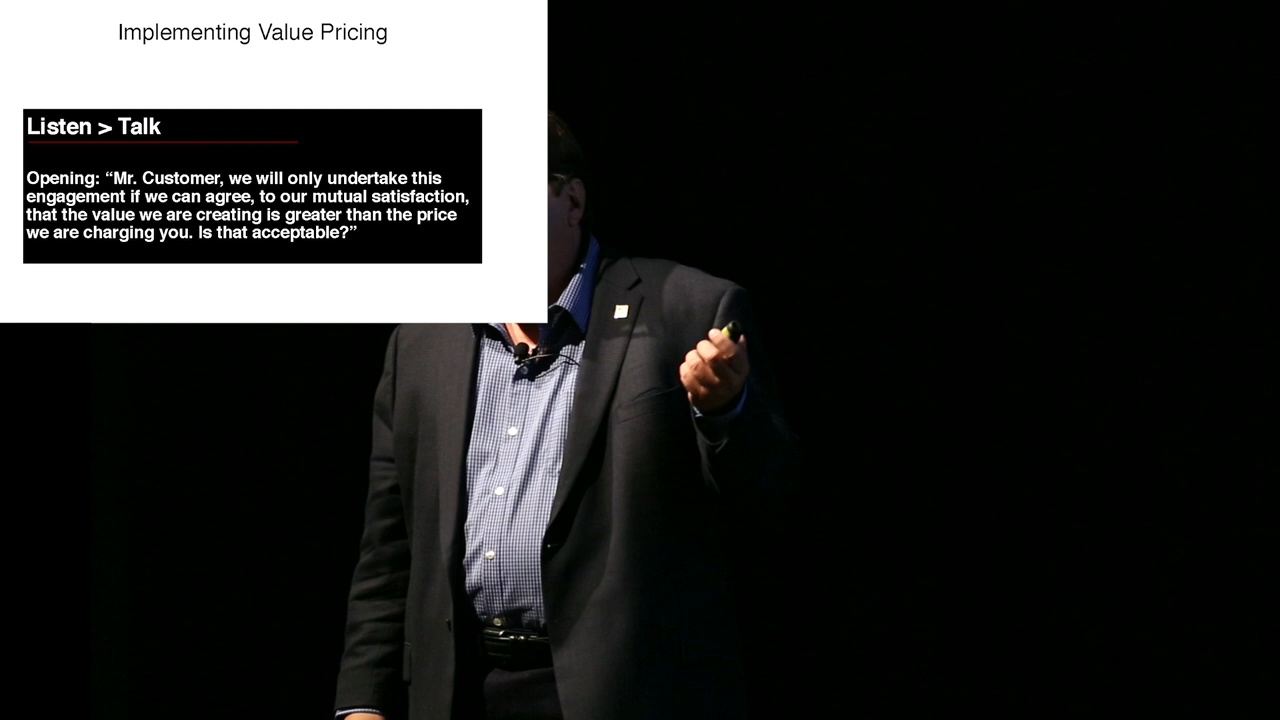 Implementing Value Pricing
Listen > Talk
Opening: “Mr. Customer, we will only undertake this
engagement if we can agree, to our mutual satisfaction,
that the value we are creating is greater than the price
we are charging you. Is that acceptable?”